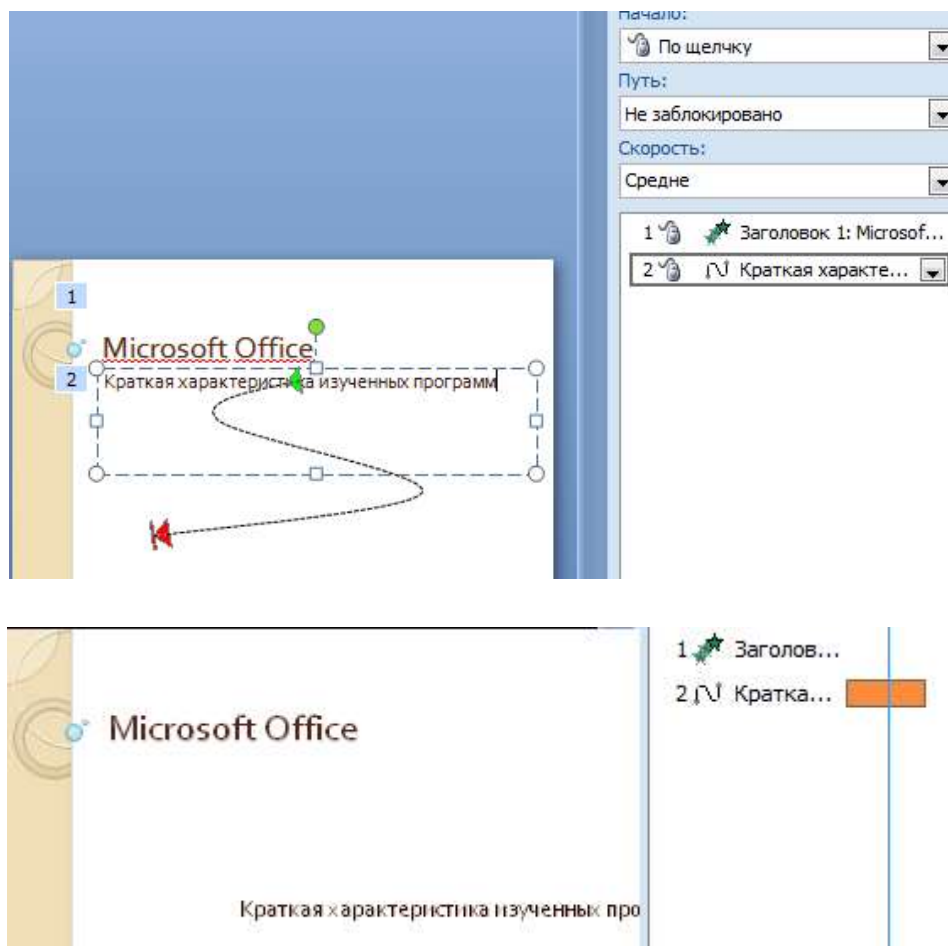 Начало:
По щелчку
Путь:
Не заблокировано
Скорость:
Средне
1 Заголовок 1: Microsof...
2 Краткая характе...
1
Microsoft Office
2
Краткая характеристика изученных программ
1 Заголов...
2 Кратка...
Microsoft Office
Краткая характеристика изученных про